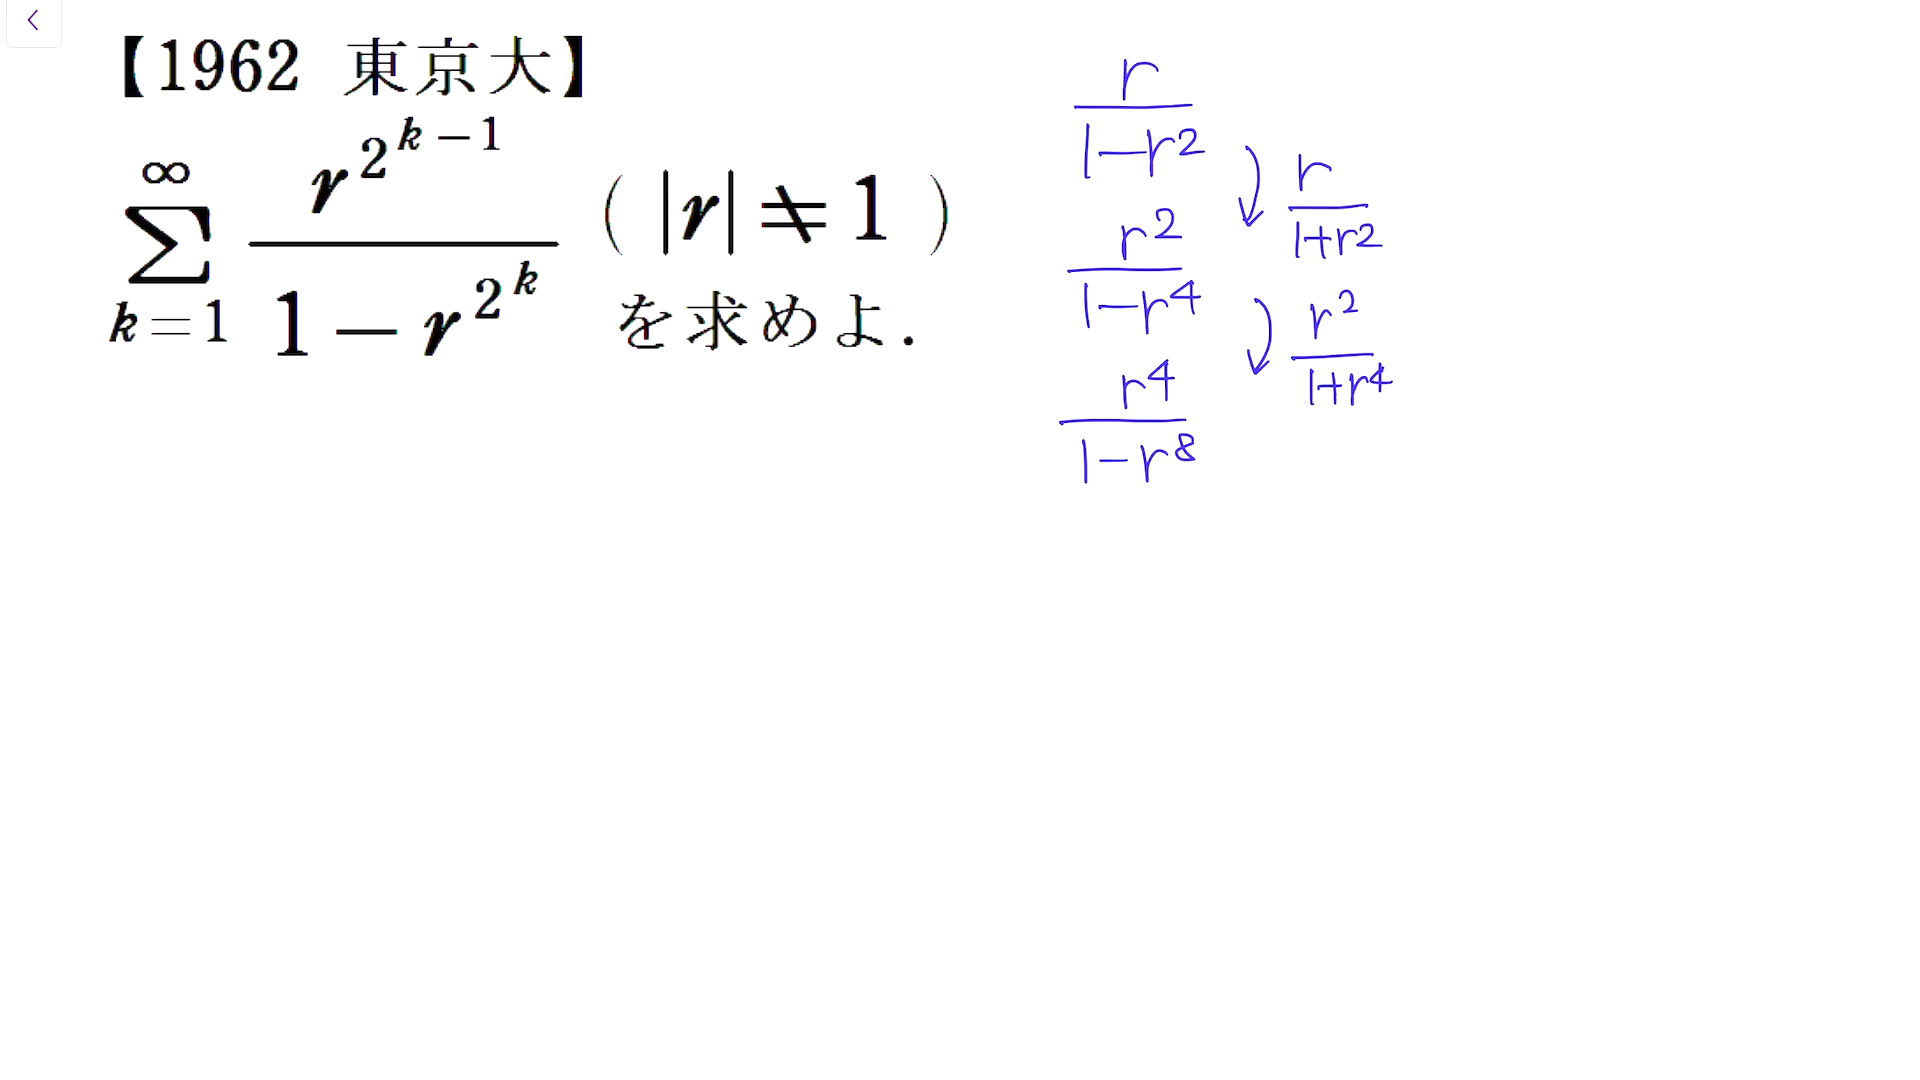 【1962 東京大】
∞ r^{2^{k-1}}
Σ ─── ( |r| ≠ 1 )
k=1 1 − r^{2^k} を求めよ.
r/(1−r²)
r/(1+r²)
r²/(1−r⁴)
r²/(1+r⁴)
r⁴/(1−r⁸)